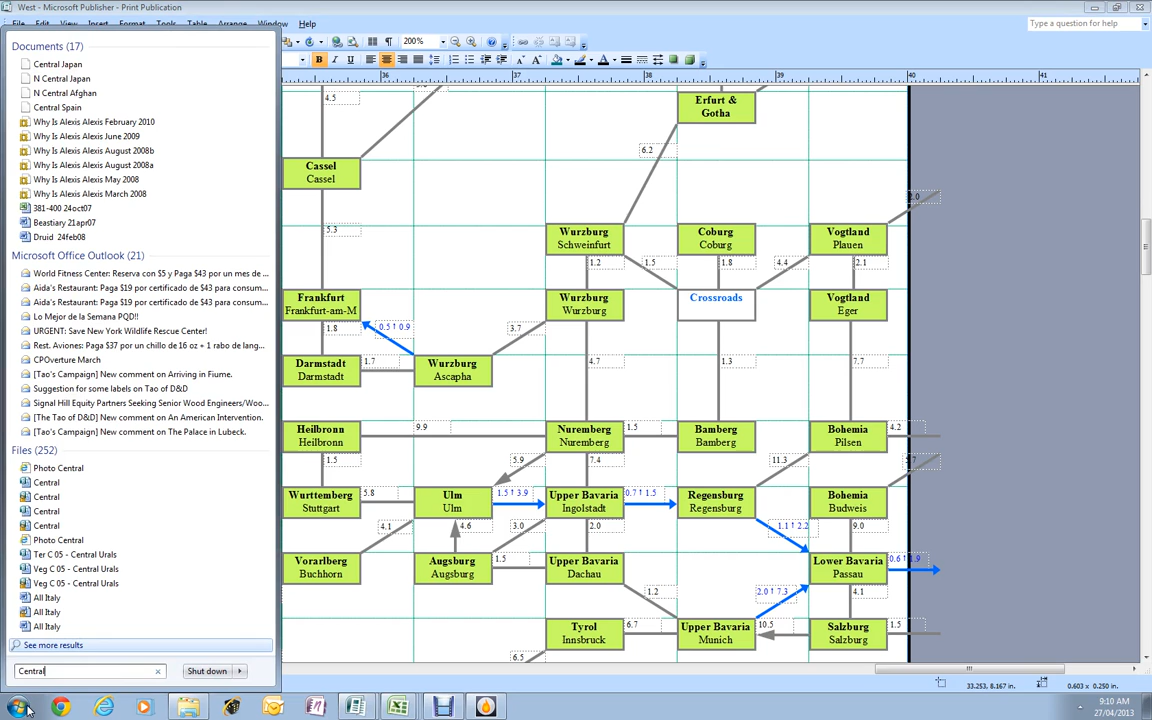 West - Microsoft Publisher - Print Publication
File Edit View Insert Format Tools Table Arrange Window Help
Type a question for help
200%
B I U
36 37 38 39 40 41
Documents (17)
Central Japan
N Central Japan
N Central Afghan
Central Spain
Why Is Alexis Alexis February 2010
Why Is Alexis Alexis June 2009
Why Is Alexis Alexis August 2008b
Why Is Alexis Alexis August 2008a
Why Is Alexis Alexis May 2008
Why Is Alexis Alexis March 2008
381-400 24oct07
Beastiary 21apr07
Druid 24feb08
Microsoft Office Outlook (21)
World Fitness Center: Reserva con $5 y Paga $43 por un mes de ...
Aida's Restaurant: Paga $19 por certificado de $43 para consum...
Aida's Restaurant: Paga $19 por certificado de $43 para consum...
Lo Mejor de la Semana PQD!!
URGENT: Save New York Wildlife Rescue Center!
Rest. Aviones: Paga $37 por un chillo de 16 oz + 1 rabo de lang...
CPOverture March
[Tao's Campaign] New comment on Arriving in Fiume.
Suggestion for some labels on Tao of D&D
Signal Hill Equity Partners Seeking Senior Wood Engineers/Woo...
[The Tao of D&D] New comment on An American Intervention.
[Tao's Campaign] New comment on The Palace in Lubeck.
Files (252)
Photo Central
Central
Central
Central
Central
Photo Central
Ter C 05 - Central Urals
Veg C 05 - Central Urals
Veg C 05 - Central Urals
All Italy
All Italy
All Italy
See more results
Central
Shut down
4.5
Erfurt &
Gotha
6.2
Cassel
Cassel
2.0
5.3
Wurzburg
Schweinfurt
Coburg
Coburg
Vogtland
Plauen
1.2 1.5 1.8 4.4 2.1
Frankfurt
Frankfurt-am-M
Wurzburg
Wurzburg
Crossroads
Vogtland
Eger
1.8 0.5 ↑ 0.9 3.7
Darmstadt
Darmstadt
1.7
Wurzburg
Ascapha
4.7 1.3 7.7
Heilbronn
Heilbronn
9.9
Nuremberg
Nuremberg
1.5
Bamberg
Bamberg
Bohemia
Pilsen
4.2
1.5 5.9 7.4 11.3
Wurttemberg
Stuttgart
5.8
Ulm
Ulm
1.5 ↑ 3.9
Upper Bavaria
Ingolstadt
0.7 ↑ 1.5
Regensburg
Regensburg
Bohemia
Budweis
4.1 4.6 3.0 2.0 1.1 ↑ 2.2 9.0
Vorarlberg
Buchhorn
Augsburg
Augsburg
1.5
Upper Bavaria
Dachau
Lower Bavaria
Passau
0.6 ↑ 1.9
1.2 2.0 ↑ 7.3 4.1
Tyrol
Innsbruck
6.7
Upper Bavaria
Munich
10.5
Salzburg
Salzburg
1.5
6.5
33.253, 8.167 in. 0.603 x 0.250 in.
9:10 AM
27/04/2013